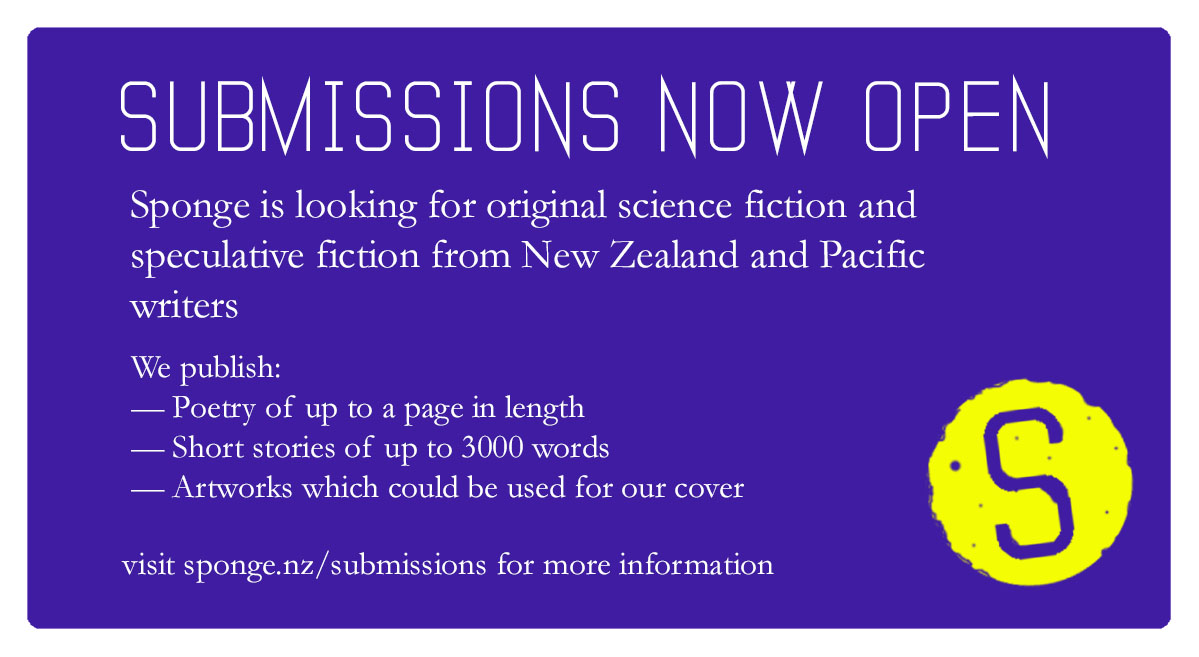 SUBMISSIONS NOW OPEN
Sponge is looking for original science fiction and
speculative fiction from New Zealand and Pacific
writers
We publish:
— Poetry of up to a page in length
— Short stories of up to 3000 words
— Artworks which could be used for our cover
S
visit sponge.nz/submissions for more information